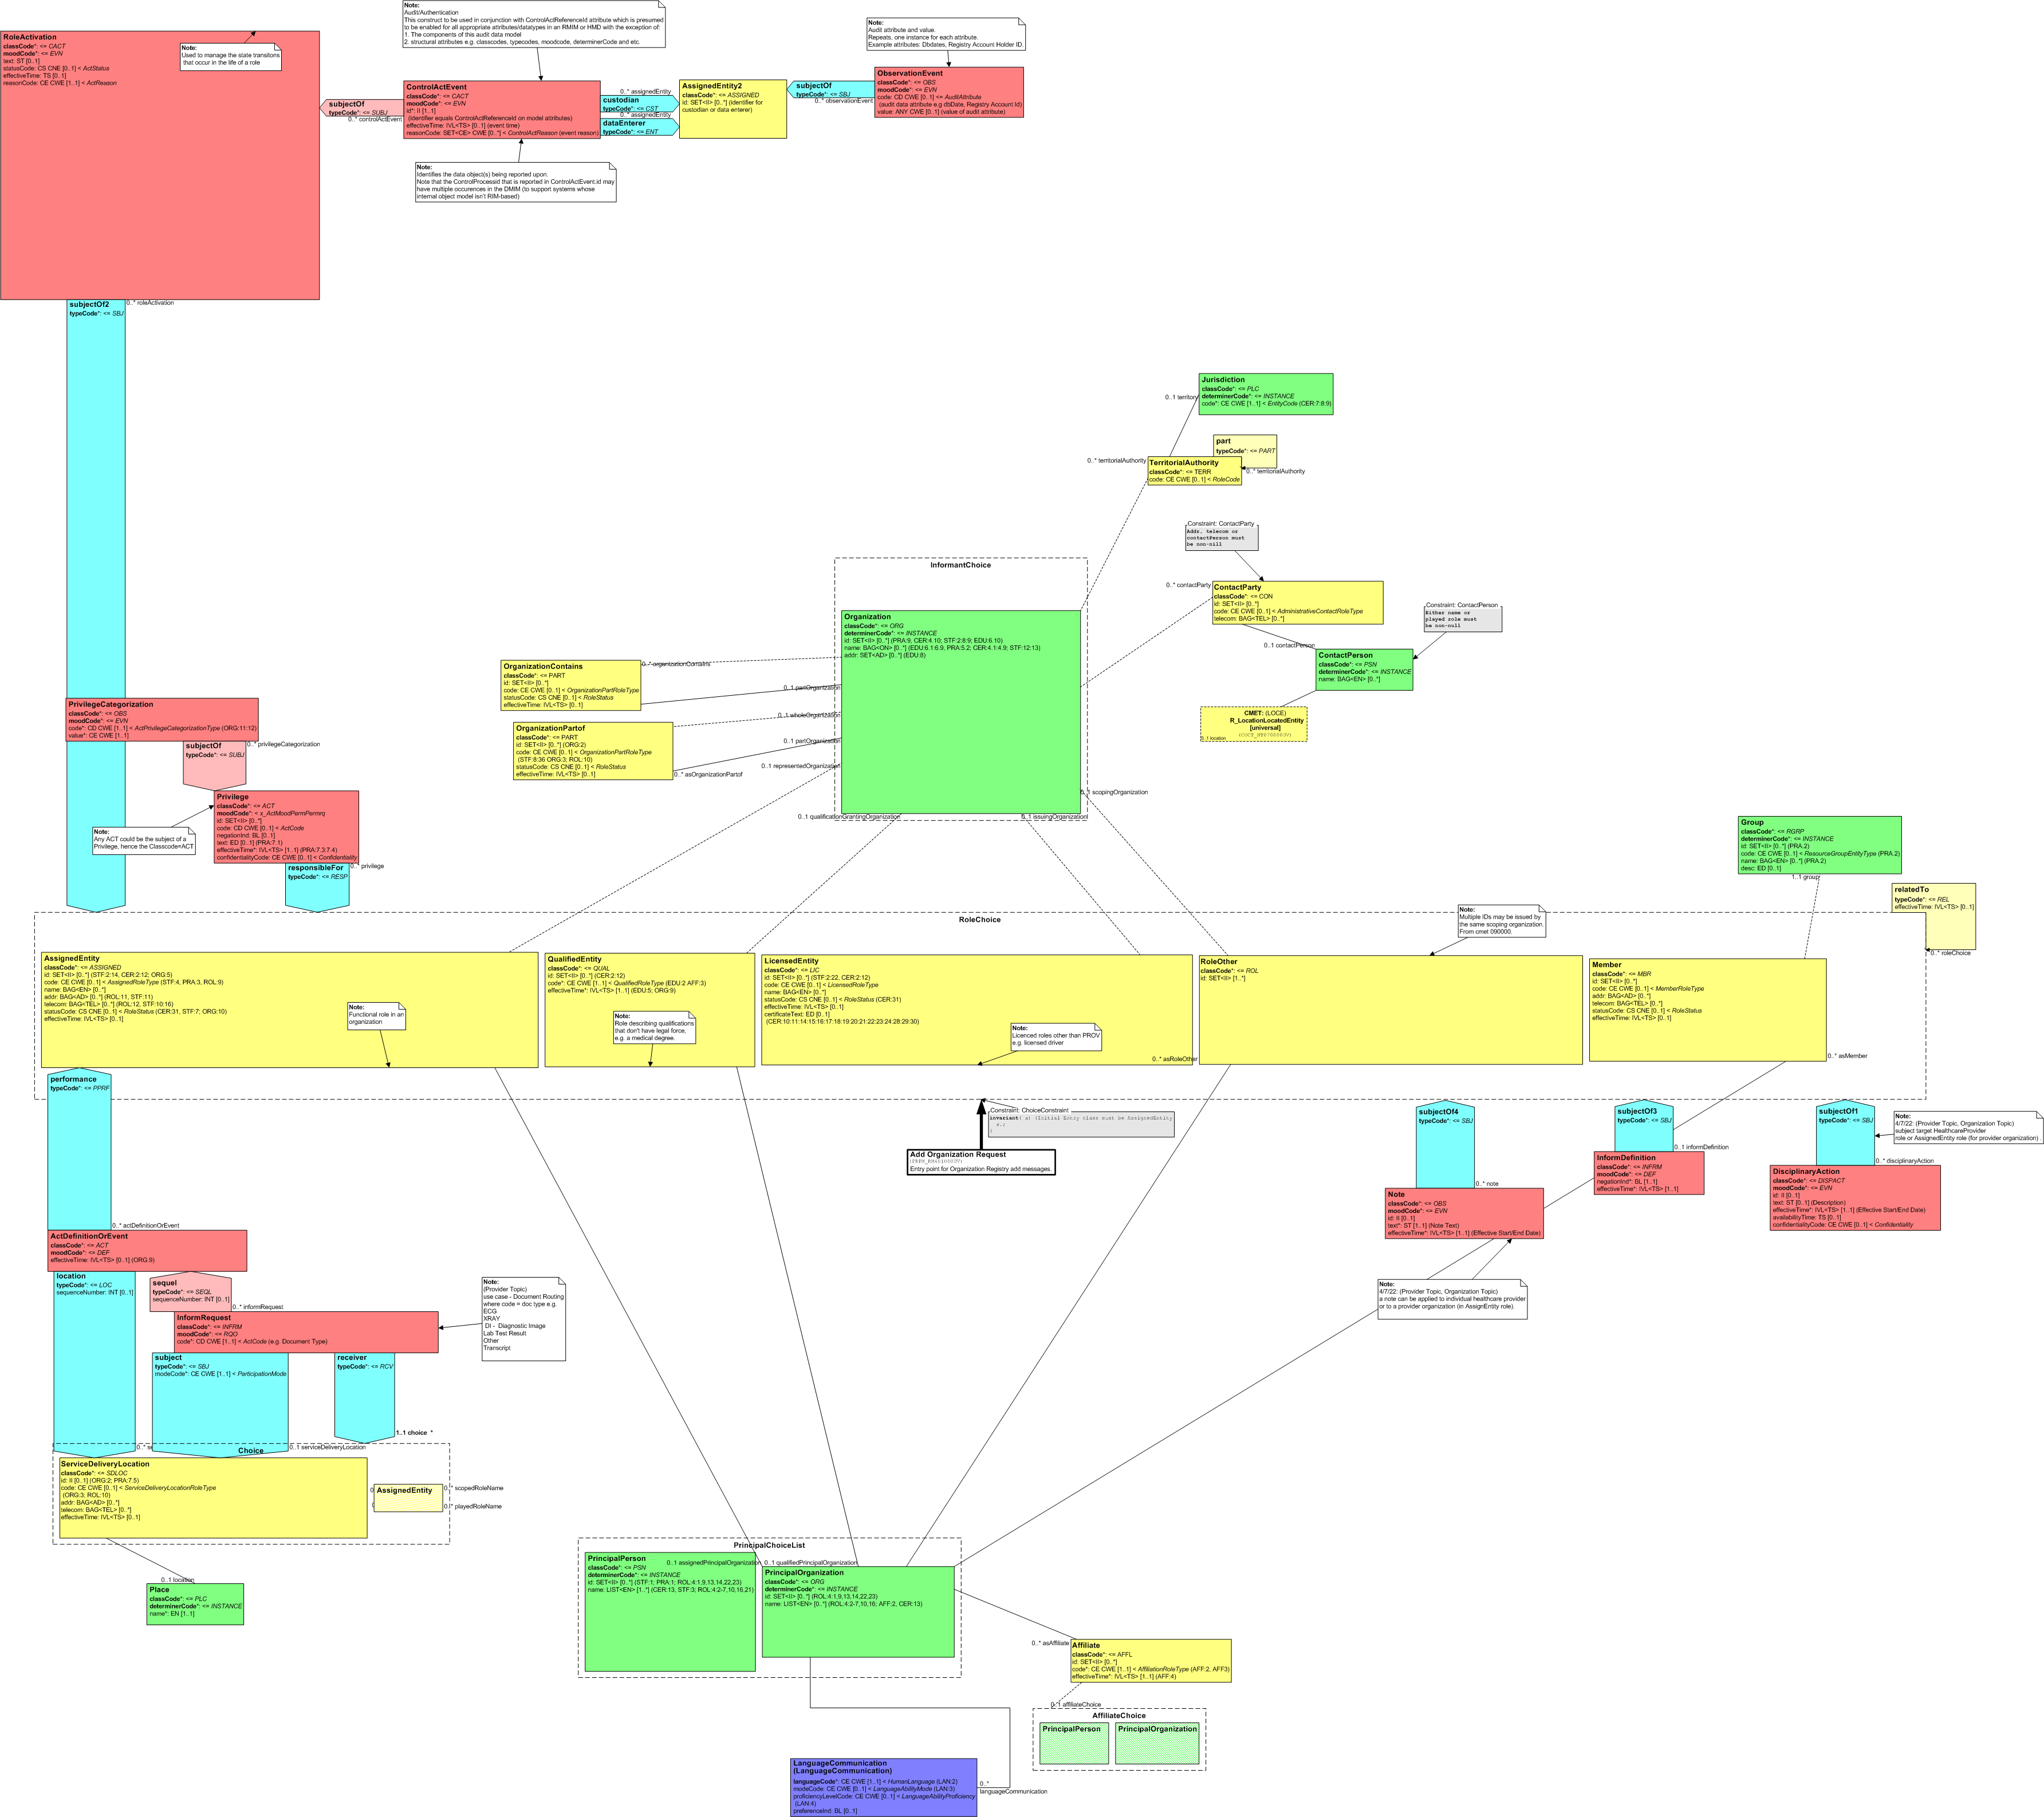 RoleActivation
classCode*: <= CACT
moodCode*: <= EVN
text: ST [0..1]
statusCode: CS CNE [0..1] < ActStatus
effectiveTime: TS [0..1]
reasonCode: CE CWE [1..1] < ActReason
Note:
Used to manage the state transitons
that occur in the life of a role
Note:
Audit/Authentication
This construct to be used in conjunction with ControlActReferenceId attribute which is presumed
to be enabled for all appropriate attributes/datatypes in an RMIM or HMD with the exception of:
1. The components of this audit data model
2. structural attributes e.g. classcodes, typecodes, moodcode, determinerCode and etc.
Note:
Audit attribute and value.
Repeats, one instance for each attribute.
Example attributes: Dbdates, Registry Account Holder ID.
subjectOf
typeCode*: <= SUBJ
0..* controlActEvent
ControlActEvent
classCode*: <= CACT
moodCode*: <= EVN
id*: II [1..1]
(identifier equals ControlActReferenceId on model attributes)
effectiveTime: IVL<TS> [0..1] (event time)
reasonCode: SET<CE> CWE [0..*] < ControlActReason (event reason)
0..* assignedEntity
custodian
typeCode*: <= CST
0..* assignedEntity
dataEnterer
typeCode*: <= ENT
AssignedEntity2
classCode*: <= ASSIGNED
id: SET<II> [0..*] (identifier for
custodian or data enterer)
subjectOf
typeCode*: <= SBJ
0..* observationEvent
ObservationEvent
classCode*: <= OBS
moodCode*: <= EVN
code: CD CWE [0..1] <= AuditAttribute
(audit data attribute e.g dbDate, Registry Account Id)
value: ANY CWE [0..1] (value of audit attribute)
Note:
Identifies the data object(s) being reported upon.
Note that the ControlProcessid that is reported in ControlActEvent.id may
have multiple occurences in the DMIM (to support systems whose
internal object model isn't RIM-based)
subjectOf2
typeCode*: <= SBJ
0..* roleActivation
Jurisdiction
classCode*: <= PLC
determinerCode*: <= INSTANCE
code*: CE CWE [1..1] < EntityCode (CER:7:8:9)
0..1 territory
part
typeCode*: <= PART
0..* territorialAuthority
TerritorialAuthority
classCode*: <= TERR
code: CE CWE [0..1] < RoleCode
0..* territorialAuthority
Constraint: ContactParty
Addr, telecom or
contactPerson must
be non-nill
0..* contactParty
ContactParty
classCode*: <= CON
id: SET<II> [0..*]
code: CE CWE [0..1] < AdministrativeContactRoleType
telecom: BAG<TEL> [0..*]
Constraint: ContactPerson
Either name or
played role must
be non-null
0..1 contactPerson
ContactPerson
classCode*: <= PSN
determinerCode*: <= INSTANCE
name: BAG<EN> [0..*]
CMET: (LOCE)
R_LocationLocatedEntity
[universal]
0..1 location
InformantChoice
Organization
classCode*: <= ORG
determinerCode*: <= INSTANCE
id: SET<II> [0..*] (PRA:9, CER:4.10; STF:2:8:9; EDU:6.10)
name: BAG<ON> [0..*] (EDU:6.1:6.9, PRA:5.2; CER:4.1:4.9; STF:12:13)
addr: SET<AD> [0..*] (EDU:8)
OrganizationContains
classCode*: <= PART
id: SET<II> [0..*]
code: CE CWE [0..1] < OrganizationPartRoleType
statusCode: CS CNE [0..1] < RoleStatus
effectiveTime: IVL<TS> [0..1]
0..* organizationContains
0..1 partOrganization
OrganizationPartof
classCode*: <= PART
id: SET<II> [0..*] (ORG:2)
code: CE CWE [0..1] < OrganizationPartRoleType
(STF:8:36 ORG:3; ROL:10)
statusCode: CS CNE [0..1] < RoleStatus
effectiveTime: IVL<TS> [0..1]
0..1 wholeOrganization
0..1 partOrganization
0..* asOrganizationPartof
0..1 representedOrganization
0..1 qualificationGrantingOrganization
0..1 issuingOrganization
0..1 scopingOrganization
PrivilegeCategorization
classCode*: <= OBS
moodCode*: <= EVN
code*: CD CWE [1..1] < ActPrivilegeCategorizationType (ORG:11:12)
value*: CE CWE [1..1]
subjectOf
typeCode*: <= SUBJ
0..* privilegeCategorization
Privilege
classCode*: <= ACT
moodCode*: < x_ActMoodPermPermrq
id: SET<II> [0..*]
code: CD CWE [0..1] < ActCode
negationInd: BL [0..1]
text: ED [0..1] (PRA:7.1)
effectiveTime*: IVL<TS> [1..1] (PRA:7.3:7.4)
confidentialityCode: CE CWE [0..1] < Confidentiality
Note:
Any ACT could be the subject of a
Privilege, hence the Classcode=ACT
responsibleFor
typeCode*: <= RESP
0..* privilege
Group
classCode*: <= RGRP
determinerCode*: <= INSTANCE
id: SET<II> [0..*] (PRA.2)
code: CE CWE [0..1] < ResourceGroupEntityType (PRA.2)
name: BAG<EN> [0..*] (PRA.2)
desc: ED [0..1]
1..1 group
relatedTo
typeCode*: <= REL
effectiveTime: IVL<TS> [0..1]
0..* roleChoice
RoleChoice
Note:
Multiple IDs may be issued by
the same scoping organization.
From cmet 090000.
AssignedEntity
classCode*: <= ASSIGNED
id: SET<II> [0..*] (STF:2:14, CER:2:12; ORG:5)
code: CE CWE [0..1] < AssignedRoleType (STF:4, PRA:3, ROL:9)
name: BAG<EN> [0..*]
addr: BAG<AD> [0..*] (ROL:11, STF:11)
telecom: BAG<TEL> [0..*] (ROL:12, STF:10:16)
statusCode: CS CNE [0..1] < RoleStatus (CER:31, STF:7; ORG:10)
effectiveTime: IVL<TS> [0..1]
Note:
Functional role in an
organization
QualifiedEntity
classCode*: <= QUAL
id: SET<II> [0..*] (CER:2:12)
code*: CE CWE [1..1] < QualifiedRoleType (EDU:2 AFF:3)
effectiveTime*: IVL<TS> [1..1] (EDU:5; ORG:9)
Note:
Role describing qualifications
that don't have legal force,
e.g. a medical degree.
LicensedEntity
classCode*: <= LIC
id: SET<II> [0..*] (STF:2:22, CER:2:12)
code: CE CWE [0..1] < LicensedRoleType
name: BAG<EN> [0..*]
statusCode: CS CNE [0..1] < RoleStatus (CER:31)
effectiveTime: IVL<TS> [0..1]
certificateText: ED [0..1]
(CER:10:11:14:15:16:17:18:19:20:21:22:23:24:28:29:30)
Note:
Licenced roles other than PROV
e.g. licensed driver
0..* asRoleOther
RoleOther
classCode*: <= ROL
id: SET<II> [1..*]
Member
classCode*: <= MBR
id: SET<II> [0..*]
code: CE CWE [0..1] < MemberRoleType
addr: BAG<AD> [0..*]
telecom: BAG<TEL> [0..*]
statusCode: CS CNE [0..1] < RoleStatus
effectiveTime: IVL<TS> [0..1]
0..* asMember
performance
typeCode*: <= PPRF
0..* actDefinitionOrEvent
Constraint: ChoiceConstraint
invariant( x) (Initial Entry class must be AssignedEntity
Add Organization Request
Entry point for Organization Registry add messages.
subjectOf4
typeCode*: <= SBJ
0..* note
Note
classCode*: <= OBS
moodCode*: <= EVN
id: II [0..1]
text*: ST [1..1] (Note Text)
effectiveTime*: IVL<TS> [1..1] (Effective Start/End Date)
subjectOf3
typeCode*: <= SBJ
0..1 informDefinition
InformDefinition
classCode*: <= INFRM
moodCode*: <= DEF
negationInd*: BL [1..1]
effectiveTime*: IVL<TS> [1..1]
subjectOf1
typeCode*: <= SBJ
0..* disciplinaryAction
Note:
4/7/22: (Provider Topic, Organization Topic)
subject target HealthcareProvider
role or AssignedEntity role (for provider organization) .
DisciplinaryAction
classCode*: <= DISPACT
moodCode*: <= EVN
id: II [0..1]
text: ST [0..1] (Description)
effectiveTime*: IVL<TS> [1..1] (Effective Start/End Date)
availabilityTime: TS [0..1]
confidentialityCode: CE CWE [0..1] < Confidentiality
Note:
4/7/22: (Provider Topic, Organization Topic)
a note can be applied to individual healthcare provider
or to a provider organization (in AssignEntity role).
ActDefinitionOrEvent
classCode*: <= ACT
moodCode*: <= DEF
effectiveTime: IVL<TS> [0..1] (ORG:9)
location
typeCode*: <= LOC
sequenceNumber: INT [0..1]
sequel
typeCode*: <= SEQL
sequenceNumber: INT [0..1]
0..* informRequest
InformRequest
classCode*: <= INFRM
moodCode*: <= RQO
code*: CD CWE [1..1] < ActCode (e.g. Document Type)
Note:
(Provider Topic)
use case - Document Routing
where code = doc type e.g.
ECG
XRAY
DI - Diagnostic Image
Lab Test Result
Other
Transcript
subject
typeCode*: <= SBJ
modeCode*: CE CWE [1..1] < ParticipationMode
receiver
typeCode*: <= RCV
1..1 choice *
0..* se
Choice
0..1 serviceDeliveryLocation
ServiceDeliveryLocation
classCode*: <= SDLOC
id: II [0..1] (ORG:2; PRA:7.5)
code: CE CWE [0..1] < ServiceDeliveryLocationRoleType
(ORG:3; ROL:10)
addr: BAG<AD> [0..*]
telecom: BAG<TEL> [0..*]
effectiveTime: IVL<TS> [0..1]
AssignedEntity
0..* scopedRoleName
0..* playedRoleName
0..1 location
Place
classCode*: <= PLC
determinerCode*: <= INSTANCE
name*: EN [1..1]
PrincipalChoiceList
PrincipalPerson
classCode*: <= PSN
determinerCode*: <= INSTANCE
id: SET<II> [0..*] (STF:1; PRA:1; ROL:4:1,9,13,14,22,23)
name: LIST<EN> [1..*] (CER:13, STF:3; ROL:4:2-7,10,16,21)
0..1 assignedPrincipalOrganization
0..1 qualifiedPrincipalOrganization
PrincipalOrganization
classCode*: <= ORG
determinerCode*: <= INSTANCE
id: SET<II> [0..*] (ROL:4:1,9,13,14,22,23)
name: LIST<EN> [0..*] (ROL:4:2-7,10,16; AFF:2, CER:13)
0..* asAffiliate
Affiliate
classCode*: <= AFFL
id: SET<II> [0..*]
code*: CE CWE [1..1] < AffiliationRoleType (AFF:2, AFF3)
effectiveTime*: IVL<TS> [1..1] (AFF:4)
0..1 affiliateChoice
AffiliateChoice
PrincipalPerson
PrincipalOrganization
LanguageCommunication
(LanguageCommunication)
languageCode*: CE CWE [1..1] < HumanLanguage (LAN:2)
modeCode: CE CWE [0..1] < LanguageAbilityMode (LAN:3)
proficiencyLevelCode: CE CWE [0..1] < LanguageAbilityProficiency
(LAN:4)
preferenceInd: BL [0..1]
0..*
languageCommunication